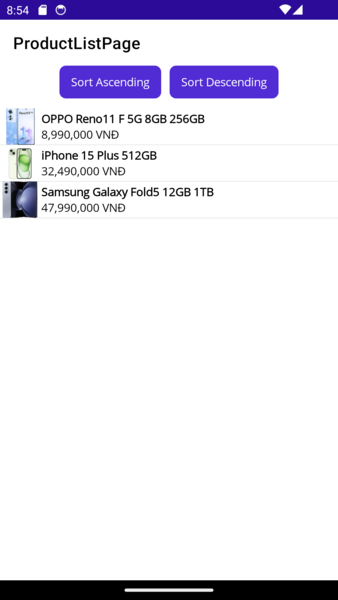 8:54
ProductListPage
Sort Ascending
Sort Descending
OPPO Reno11 F 5G 8GB 256GB
8,990,000 VNĐ
iPhone 15 Plus 512GB
32,490,000 VNĐ
Samsung Galaxy Fold5 12GB 1TB
47,990,000 VNĐ